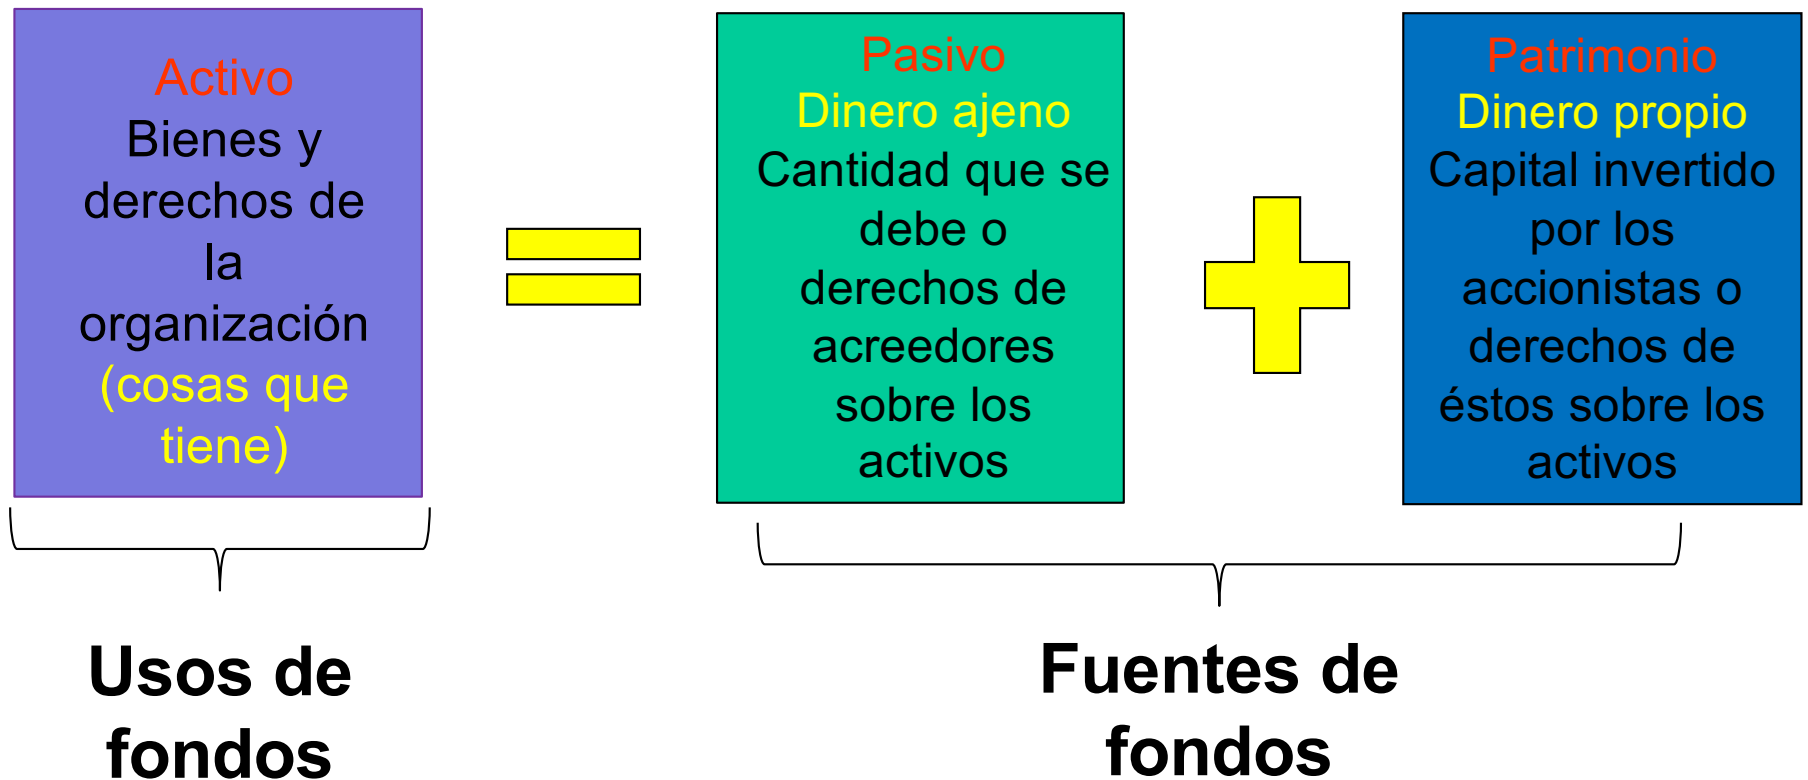 Activo
Bienes y
derechos de
la
organización
(cosas que
tiene)
Pasivo
Dinero ajeno
Cantidad que se
debe o
derechos de
acreedores
sobre los
activos
Patrimonio
Dinero propio
Capital invertido
por los
accionistas o
derechos de
éstos sobre los
activos
Usos de
fondos
Fuentes de
fondos